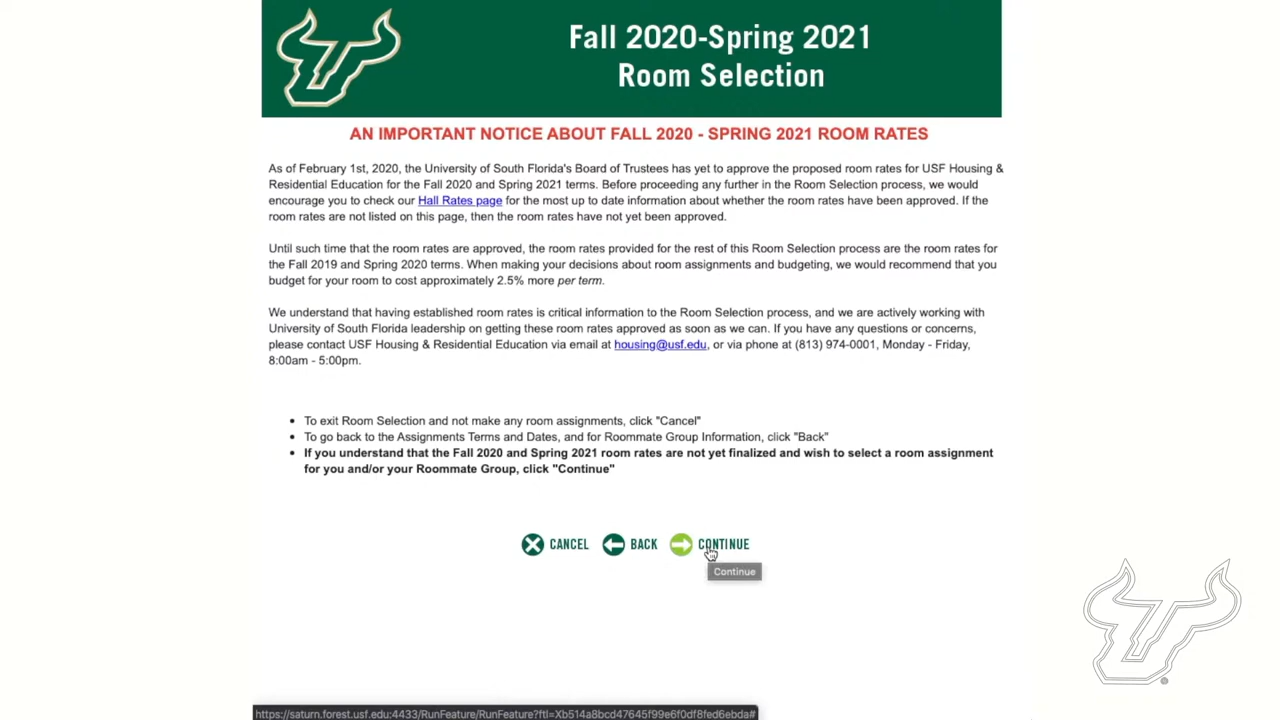 Fall 2020-Spring 2021
Room Selection
AN IMPORTANT NOTICE ABOUT FALL 2020 - SPRING 2021 ROOM RATES
As of February 1st, 2020, the University of South Florida's Board of Trustees has yet to approve the proposed room rates for USF Housing &
Residential Education for the Fall 2020 and Spring 2021 terms. Before proceeding any further in the Room Selection process, we would
encourage you to check our Hall Rates page for the most up to date information about whether the room rates have been approved. If the
room rates are not listed on this page, then the room rates have not yet been approved.
Until such time that the room rates are approved, the room rates provided for the rest of this Room Selection process are the room rates for
the Fall 2019 and Spring 2020 terms. When making your decisions about room assignments and budgeting, we would recommend that you
budget for your room to cost approximately 2.5% more per term.
We understand that having established room rates is critical information to the Room Selection process, and we are actively working with
University of South Florida leadership on getting these room rates approved as soon as we can. If you have any questions or concerns,
please contact USF Housing & Residential Education via email at housing@usf.edu, or via phone at (813) 974-0001, Monday - Friday,
8:00am - 5:00pm.
• To exit Room Selection and not make any room assignments, click "Cancel"
• To go back to the Assignments Terms and Dates, and for Roommate Group Information, click "Back"
• If you understand that the Fall 2020 and Spring 2021 room rates are not yet finalized and wish to select a room assignment
for you and/or your Roommate Group, click "Continue"
CANCEL BACK CONTINUE
Continue
https://saturn.forest.usf.edu:4433/RunFeature/RunFeature?ftl=Xb514a8bcd47645f99e6f0df8fed6ebda#